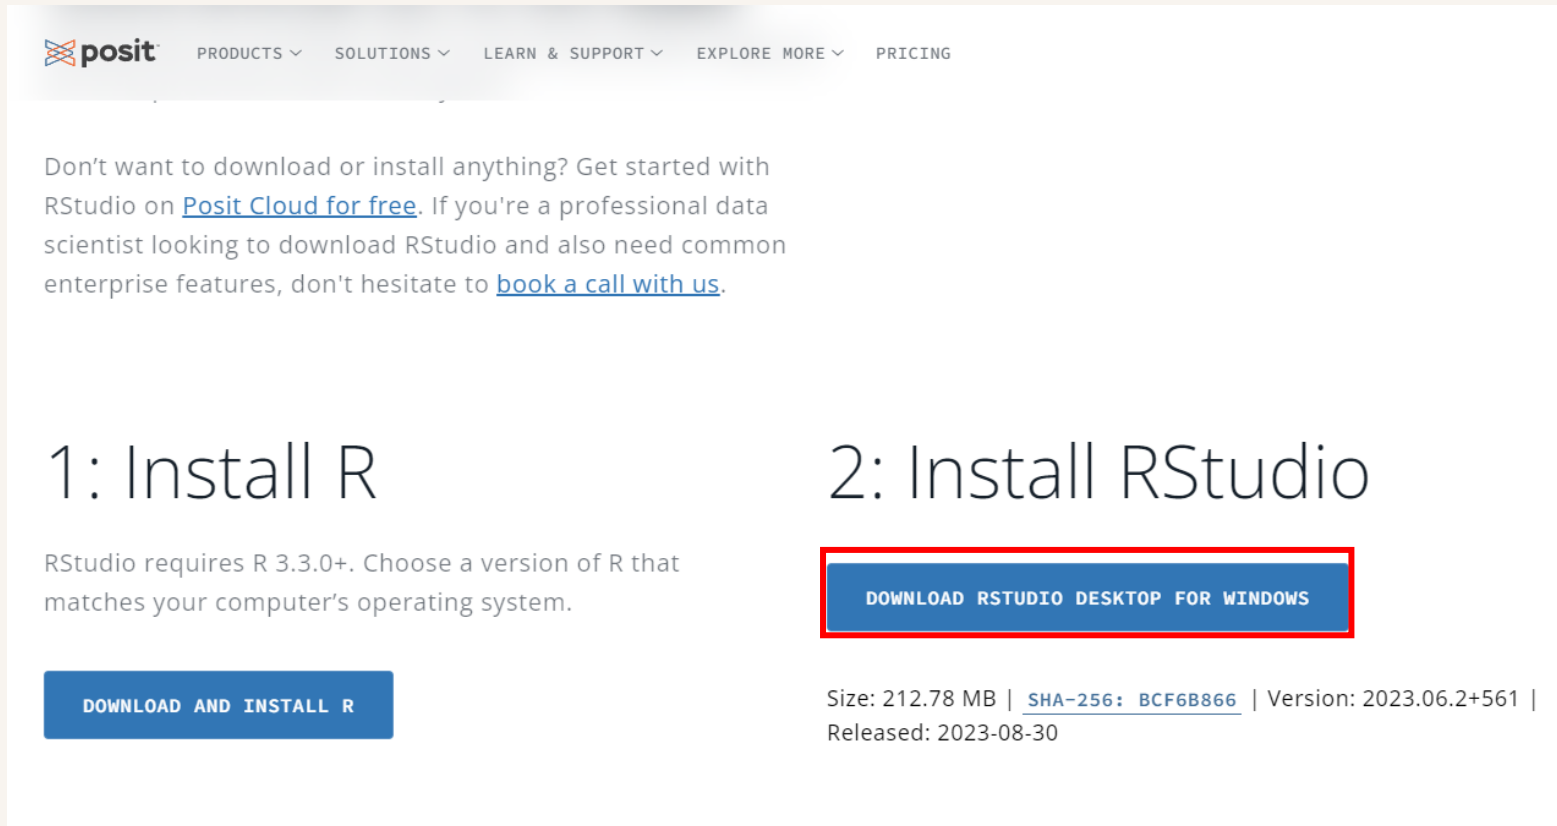 posit
PRODUCTS
SOLUTIONS
LEARN & SUPPORT
EXPLORE MORE
PRICING
Don’t want to download or install anything? Get started with
RStudio on Posit Cloud for free. If you're a professional data
scientist looking to download RStudio and also need common
enterprise features, don't hesitate to book a call with us.
1: Install R
RStudio requires R 3.3.0+. Choose a version of R that
matches your computer’s operating system.
DOWNLOAD AND INSTALL R
2: Install RStudio
DOWNLOAD RSTUDIO DESKTOP FOR WINDOWS
Size: 212.78 MB | SHA-256: BCF6B866 | Version: 2023.06.2+561 |
Released: 2023-08-30